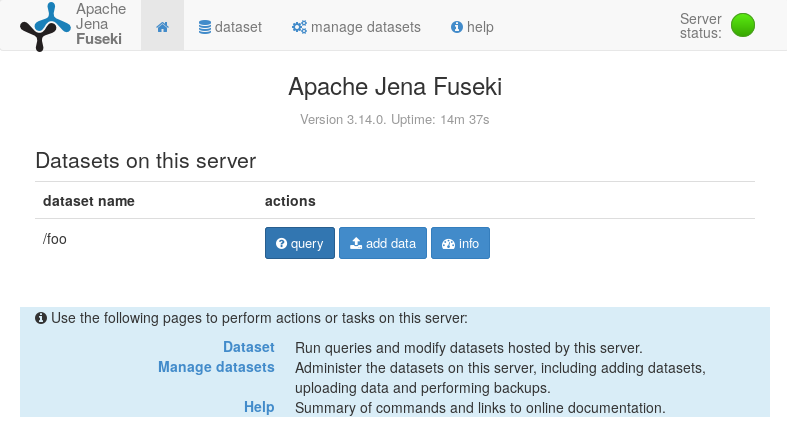 Apache
Jena
Fuseki
dataset
manage datasets
help
Server
status:
Apache Jena Fuseki
Version 3.14.0. Uptime: 14m 37s
Datasets on this server
dataset name actions
/foo query add data info
Use the following pages to perform actions or tasks on this server:
Dataset Run queries and modify datasets hosted by this server.
Manage datasets Administer the datasets on this server, including adding datasets,
uploading data and performing backups.
Help Summary of commands and links to online documentation.